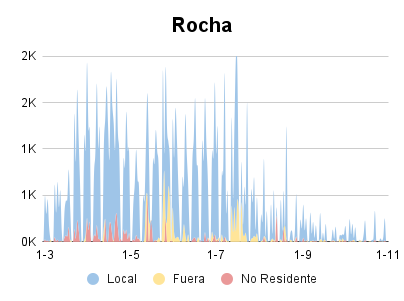 Rocha
2K
2K
1K
1K
0K
1-3 1-5 1-7 1-9 1-11
Local Fuera No Residente